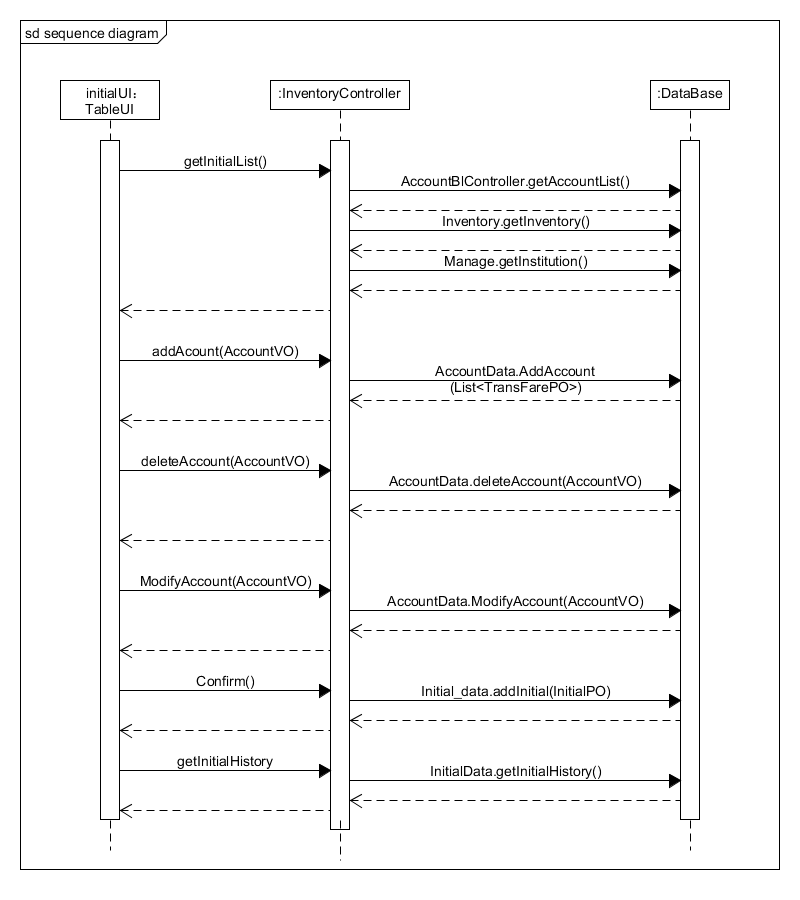 sd sequence diagram
initialUI：
TableUI
:InventoryController
:DataBase
getInitialList()
AccountBlController.getAccountList()
Inventory.getInventory()
Manage.getInstitution()
addAcount(AccountVO)
AccountData.AddAccount
(List<TransFarePO>)
deleteAccount(AccountVO)
AccountData.deleteAccount(AccountVO)
ModifyAccount(AccountVO)
AccountData.ModifyAccount(AccountVO)
Confirm()
Initial_data.addInitial(InitialPO)
getInitialHistory
InitialData.getInitialHistory()